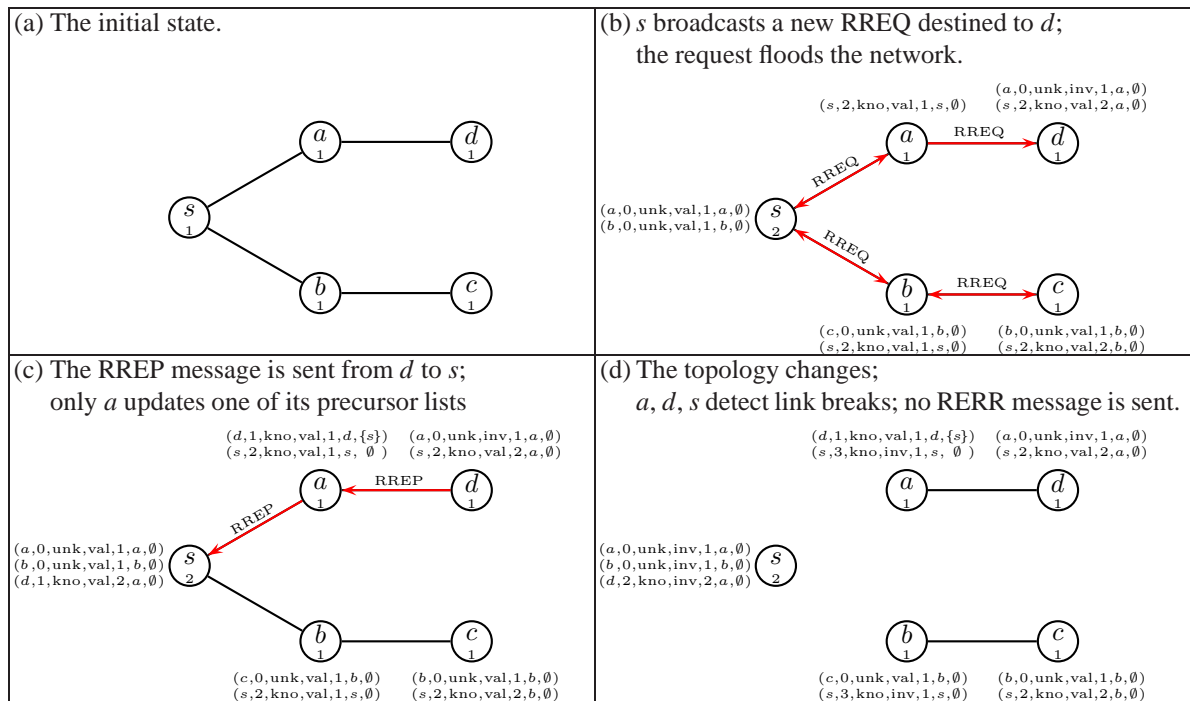 (a) The initial state.
a
1
d
1
s
1
b
1
c
1
(b) s broadcasts a new RREQ destined to d;
the request floods the network.
(a,0,unk,inv,1,a,∅)
(s,2,kno,val,1,s,∅) (s,2,kno,val,2,a,∅)
a
1
RREQ
d
1
RREQ
(a,0,unk,val,1,a,∅)
(b,0,unk,val,1,b,∅)
s
2
RREQ
b
1
RREQ
c
1
(c,0,unk,val,1,b,∅) (b,0,unk,val,1,b,∅)
(s,2,kno,val,1,s,∅) (s,2,kno,val,2,b,∅)
(c) The RREP message is sent from d to s;
only a updates one of its precursor lists
(d,1,kno,val,1,d,{s}) (a,0,unk,inv,1,a,∅)
(s,2,kno,val,1,s, ∅ ) (s,2,kno,val,2,a,∅)
a
1
RREP
d
1
RREP
(a,0,unk,val,1,a,∅)
(b,0,unk,val,1,b,∅)
(d,1,kno,val,2,a,∅)
s
2
b
1
c
1
(c,0,unk,val,1,b,∅) (b,0,unk,val,1,b,∅)
(s,2,kno,val,1,s,∅) (s,2,kno,val,2,b,∅)
(d) The topology changes;
a, d, s detect link breaks; no RERR message is sent.
(d,1,kno,val,1,d,{s}) (a,0,unk,inv,1,a,∅)
(s,3,kno,inv,1,s, ∅ ) (s,2,kno,val,2,a,∅)
a
1
d
1
(a,0,unk,inv,1,a,∅)
(b,0,unk,inv,1,b,∅)
(d,2,kno,inv,2,a,∅)
s
2
b
1
c
1
(c,0,unk,val,1,b,∅) (b,0,unk,val,1,b,∅)
(s,3,kno,inv,1,s,∅) (s,2,kno,val,2,b,∅)